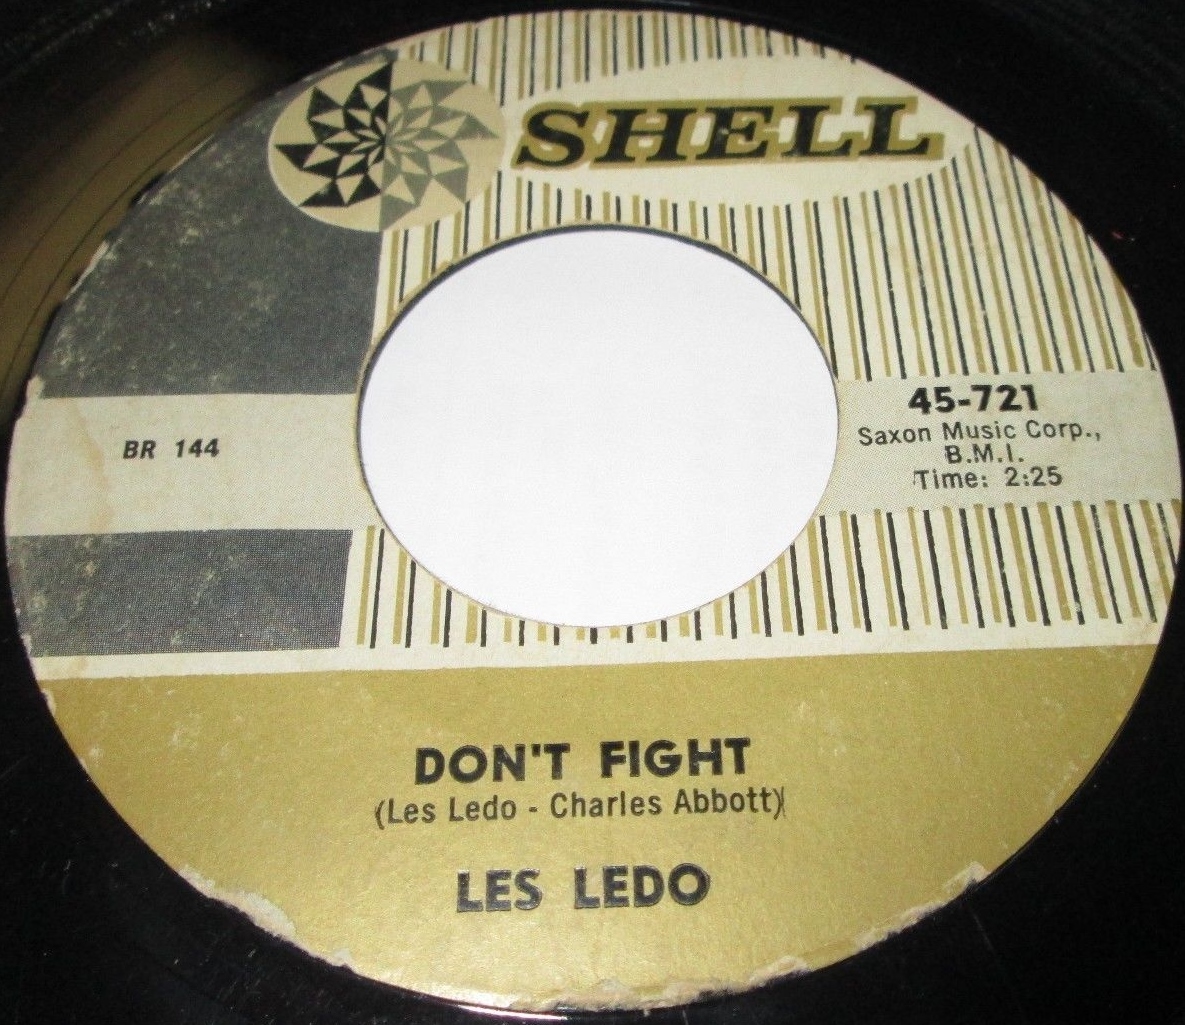 SHELL
BR 144
45-721
Saxon Music Corp.,
B.M.I.
Time: 2:25
DON'T FIGHT
(Les Ledo - Charles Abbott)
LES LEDO